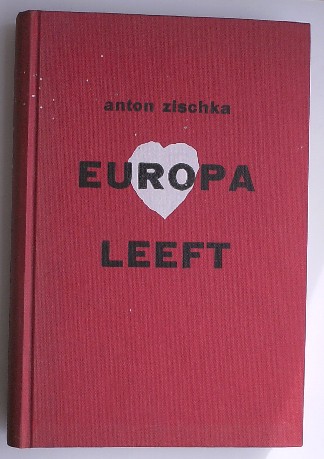 anton zischka
EUROPA
LEEFT